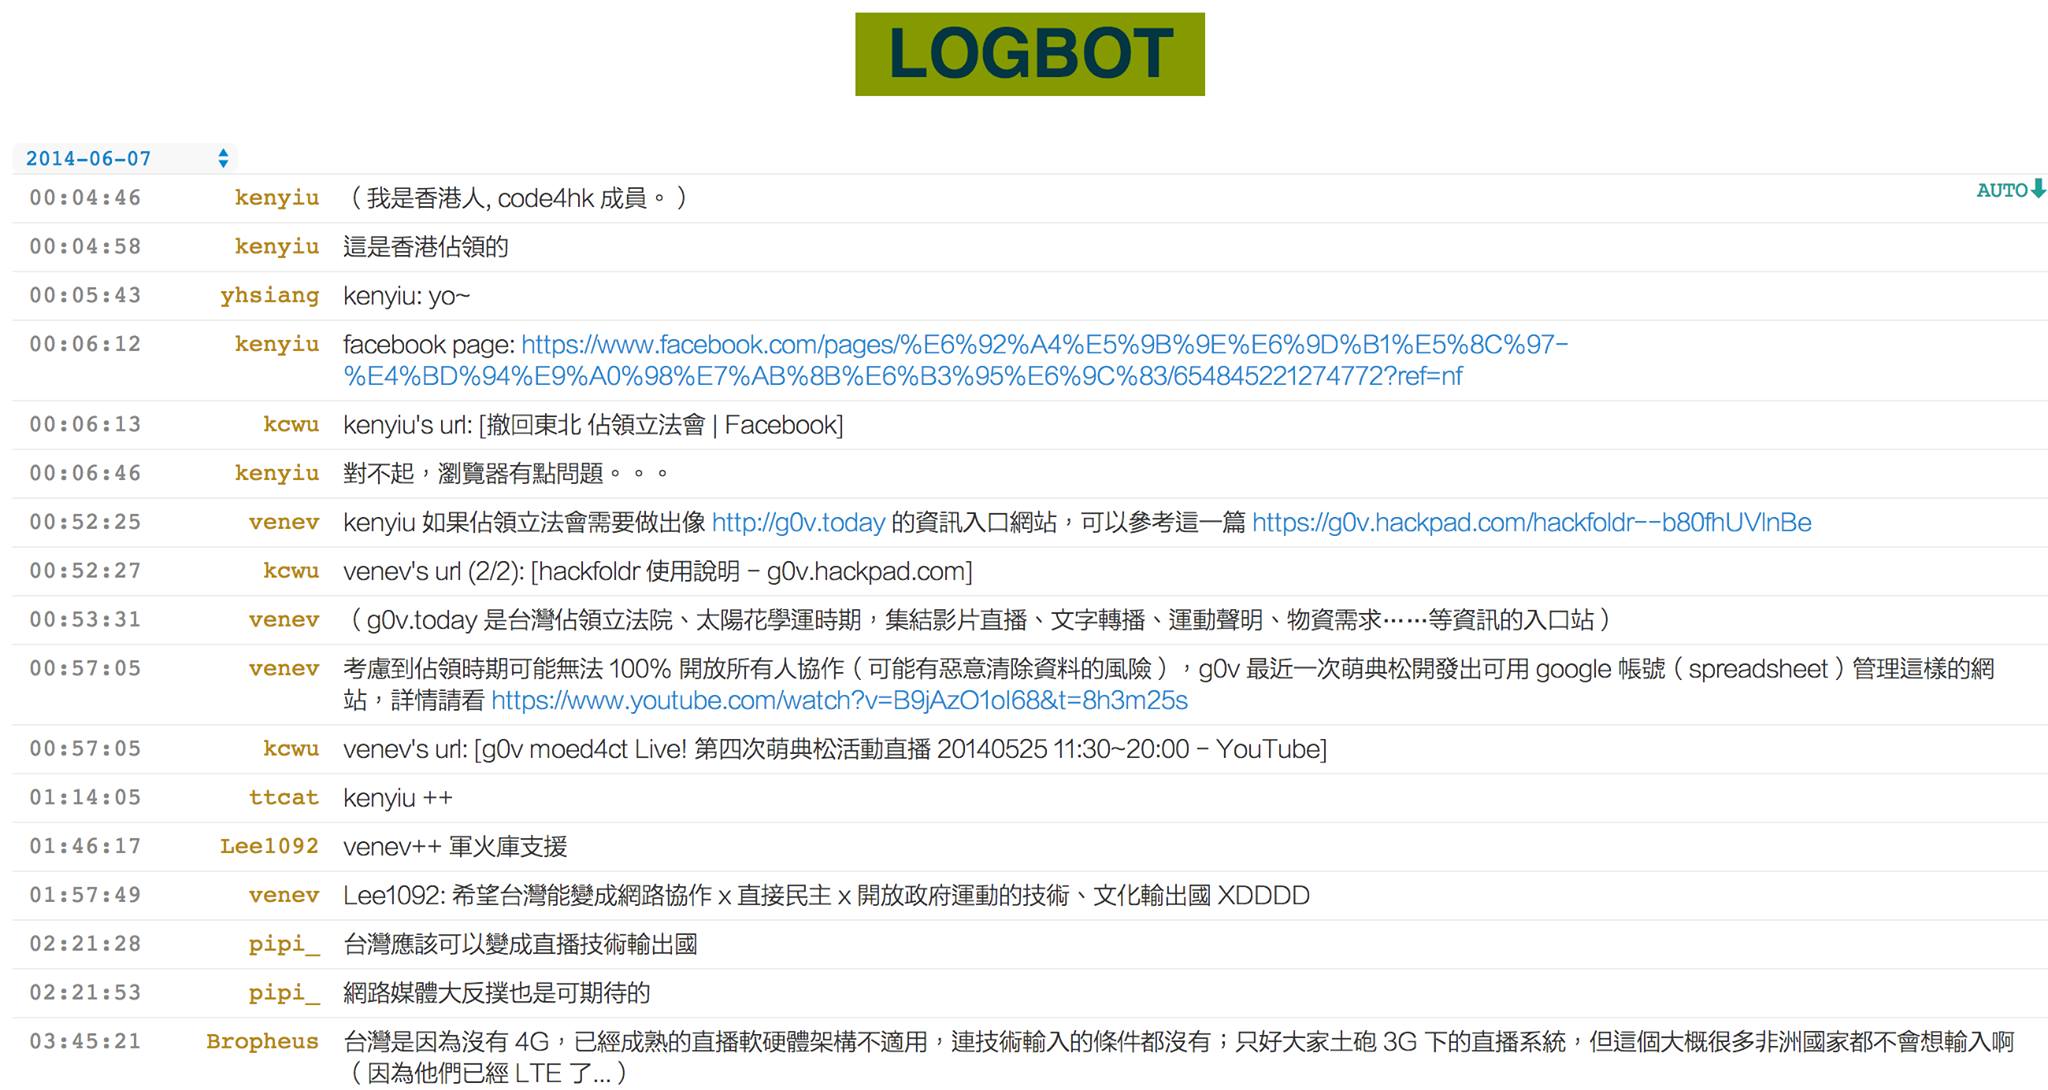 LOGBOT
2014-06-07
AUTO
00:04:46 kenyiu （我是香港人, code4hk 成員。）
00:04:58 kenyiu 這是香港佔領的
00:05:43 yhsiang kenyiu: yo~
00:06:12 kenyiu facebook page: https://www.facebook.com/pages/%E6%92%A4%E5%9B%9E%E6%9D%B1%E5%8C%97-
%E4%BD%94%E9%A0%98%E7%AB%8B%E6%B3%95%E6%9C%83/654845221274772?ref=nf
00:06:13 kcwu kenyiu's url: [撤回東北 佔領立法會 | Facebook]
00:06:46 kenyiu 對不起，瀏覽器有點問題。。。
00:52:25 venev kenyiu 如果佔領立法會需要做出像 http://g0v.today 的資訊入口網站，可以參考這一篇 https://g0v.hackpad.com/hackfoldr--b80fhUVlnBe
00:52:27 kcwu venev's url (2/2): [hackfoldr 使用說明 - g0v.hackpad.com]
00:53:31 venev （g0v.today 是台灣佔領立法院、太陽花學運時期，集結影片直播、文字轉播、運動聲明、物資需求⋯⋯等資訊的入口站）
00:57:05 venev 考慮到佔領時期可能無法 100% 開放所有人協作（可能有惡意清除資料的風險），g0v 最近一次萌典松開發出可用 google 帳號（spreadsheet）管理這樣的網
站，詳情請看 https://www.youtube.com/watch?v=B9jAzO1ol68&t=8h3m25s
00:57:05 kcwu venev's url: [g0v moed4ct Live! 第四次萌典松活動直播 20140525 11:30~20:00 - YouTube]
01:14:05 ttcat kenyiu ++
01:46:17 Lee1092 venev++ 軍火庫支援
01:57:49 venev Lee1092: 希望台灣能變成網路協作 x 直接民主 x 開放政府運動的技術、文化輸出國 XDDDD
02:21:28 pipi_ 台灣應該可以變成直播技術輸出國
02:21:53 pipi_ 網路媒體大反撲也是可期待的
03:45:21 Bropheus 台灣是因為沒有 4G，已經成熟的直播軟硬體架構不適用，連技術輸入的條件都沒有；只好大家土砲 3G 下的直播系統，但這個大概很多非洲國家都不會想輸入啊
（因為他們已經 LTE 了...）